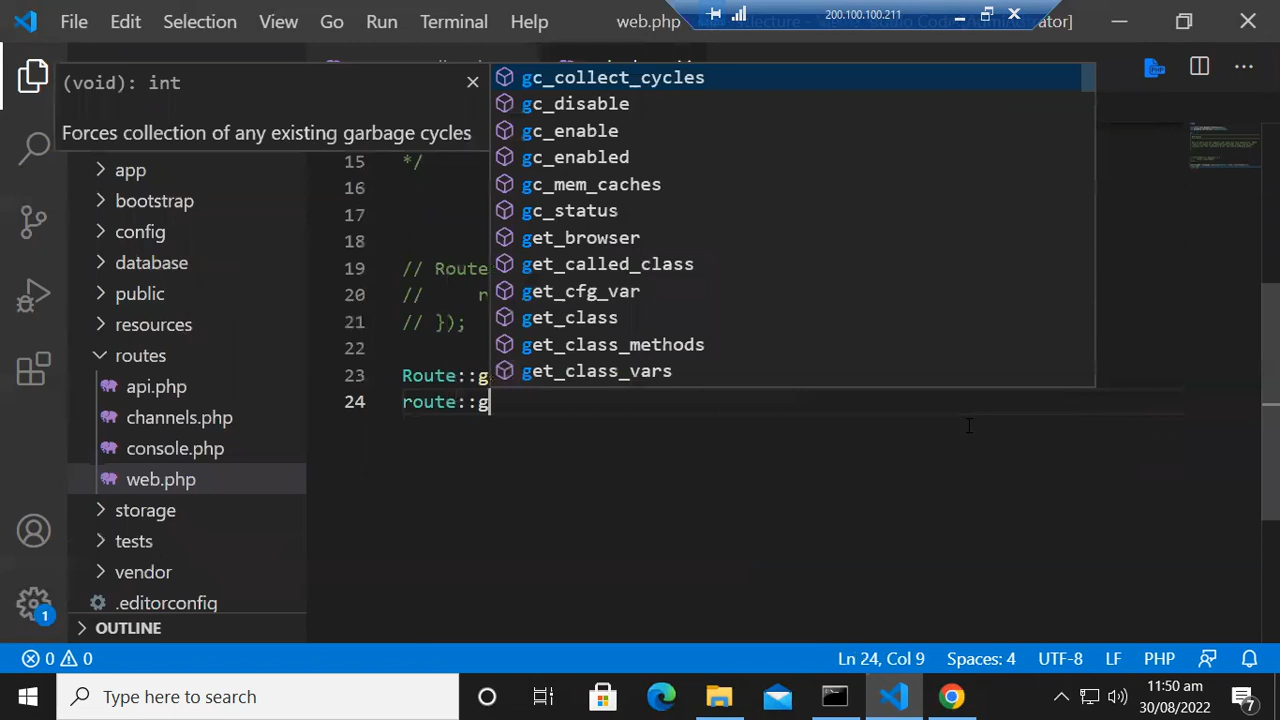 File Edit Selection View Go Run Terminal Help web.php
200.100.100.211
(void): int
Forces collection of any existing garbage cycles
gc_collect_cycles
gc_disable
gc_enable
gc_enabled
gc_mem_caches
gc_status
get_browser
get_called_class
get_cfg_var
get_class
get_class_methods
get_class_vars
app
bootstrap
config
database
public
resources
routes
api.php
channels.php
console.php
web.php
storage
tests
vendor
.editorconfig
OUTLINE
15 */
16
17
18
19 // Route
20 // r
21 // });
22
23 Route::g
24 route::g
1
0 0 Ln 24, Col 9 Spaces: 4 UTF-8 LF PHP
Type here to search
11:50 am
30/08/2022
7